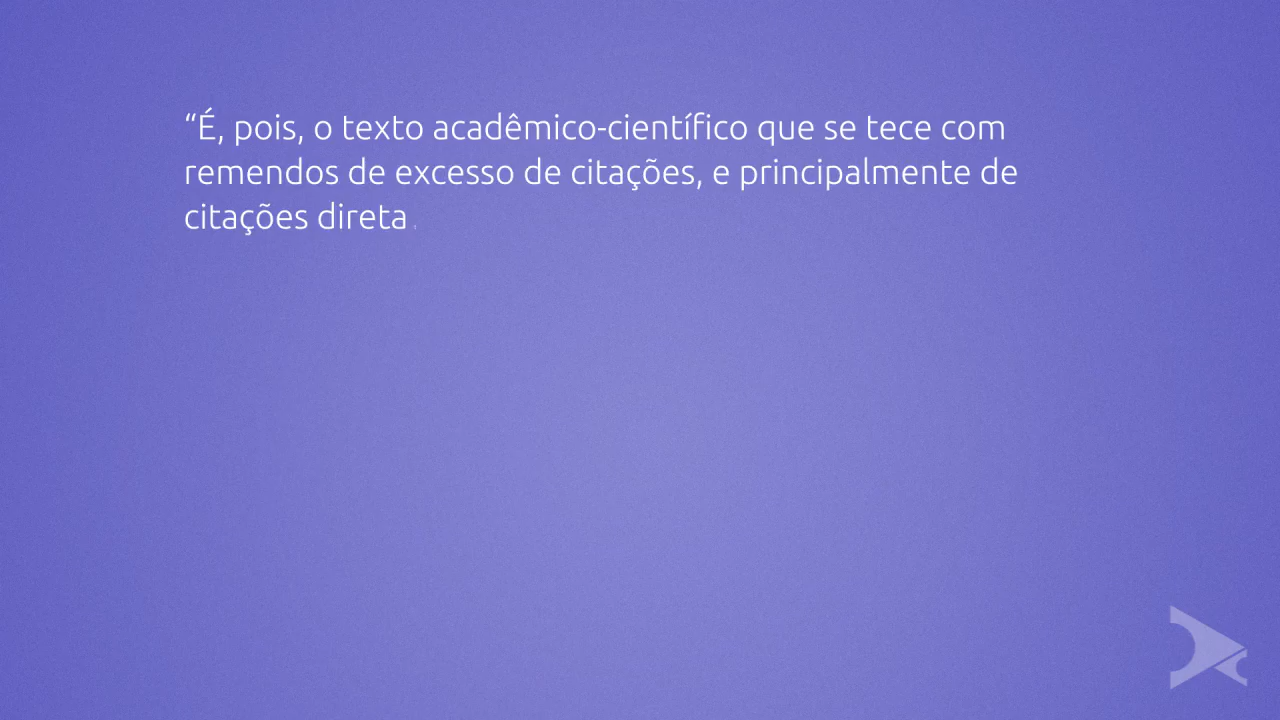 “É, pois, o texto acadêmico-científico que se tece com
remendos de excesso de citações, e principalmente de
citações direta